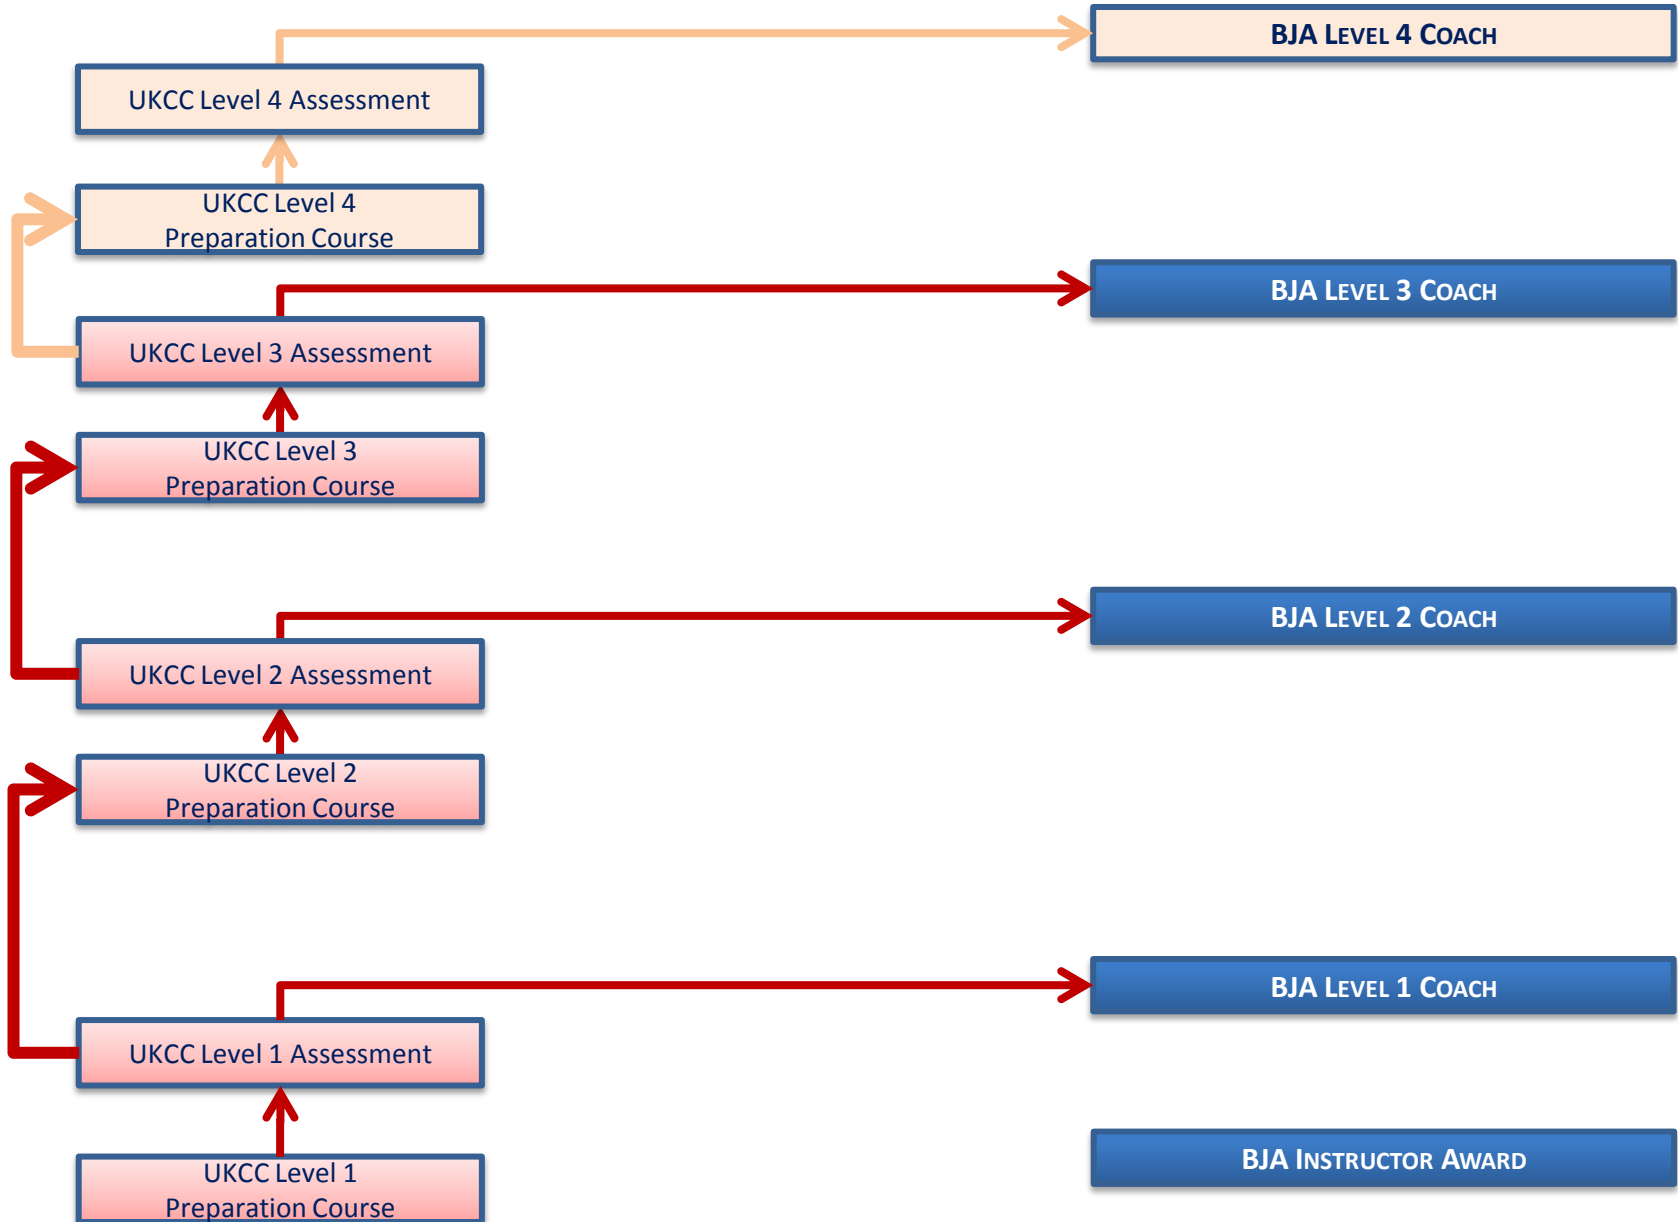 BJA LEVEL 4 COACH
UKCC Level 4 Assessment
UKCC Level 4
Preparation Course
BJA LEVEL 3 COACH
UKCC Level 3 Assessment
UKCC Level 3
Preparation Course
BJA LEVEL 2 COACH
UKCC Level 2 Assessment
UKCC Level 2
Preparation Course
BJA LEVEL 1 COACH
UKCC Level 1 Assessment
BJA INSTRUCTOR AWARD
UKCC Level 1
Preparation Course